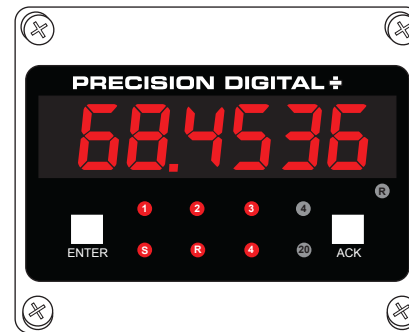 PRECISION DIGITAL÷
68.4536
R
1 2 3 4
ENTER S R 4 20 ACK